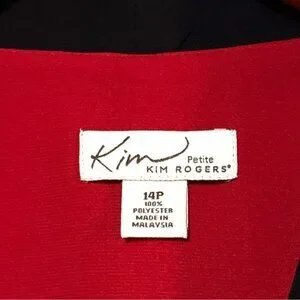 Kim
Petite
KIM ROGERS®
14P
100%
POLYESTER
MADE IN
MALAYSIA